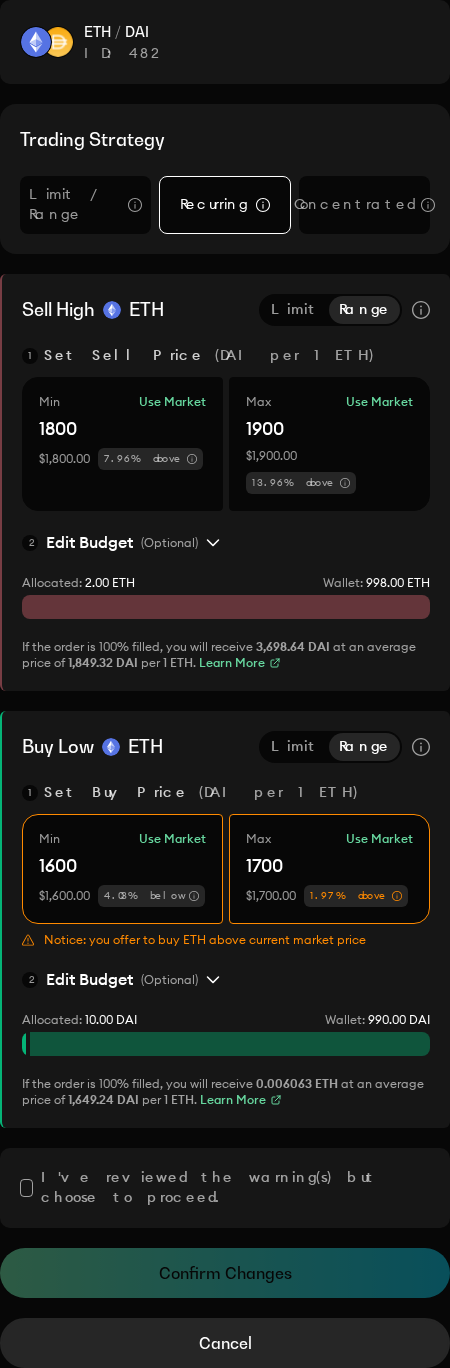 ETH / DAI
ID: 482
Trading Strategy
Limit /
Range
Recurring
Concentrated
Sell High ETH
Limit Range
1 Set Sell Price (DAI per 1 ETH)
Min Use Market Max Use Market
1800 1900
$1,800.00 7.96% above $1,900.00
13.96% above
2 Edit Budget (Optional)
Allocated: 2.00 ETH Wallet: 998.00 ETH
If the order is 100% filled, you will receive 3,698.64 DAI at an average
price of 1,849.32 DAI per 1 ETH. Learn More
Buy Low ETH
Limit Range
1 Set Buy Price (DAI per 1 ETH)
Min Use Market Max Use Market
1600 1700
$1,600.00 4.03% below $1,700.00 1.97% above
Notice: you offer to buy ETH above current market price
2 Edit Budget (Optional)
Allocated: 10.00 DAI Wallet: 990.00 DAI
If the order is 100% filled, you will receive 0.006063 ETH at an average
price of 1,649.24 DAI per 1 ETH. Learn More
I've reviewed the warning(s) but
choose to proceed.
Confirm Changes
Cancel